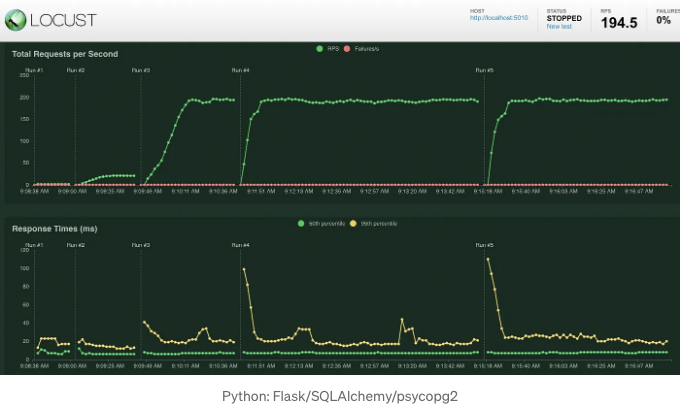 LOCUST
HOST
http://localhost:5010
STATUS
STOPPED
New test
RPS
194.5
FAILURES
0%
Total Requests per Second
RPS Failures/s
Run #1 Run #2 Run #3 Run #4 Run #5
250
200
150
100
50
0
9:08:38 AM 9:09:00 AM 9:09:25 AM 9:09:46 AM 9:10:11 AM 9:10:36 AM 9:11:51 AM 9:12:13 AM 9:12:35 AM 9:12:57 AM 9:13:20 AM 9:13:42 AM 9:15:18 AM 9:15:41 AM 9:16:03 AM 9:16:25 AM 9:16:47 AM
Response Times (ms)
50th percentile 95th percentile
Run #1 Run #2 Run #3 Run #4 Run #5
120
100
80
60
40
20
0
9:08:38 AM 9:09:00 AM 9:09:25 AM 9:09:46 AM 9:10:11 AM 9:10:36 AM 9:11:51 AM 9:12:13 AM 9:12:35 AM 9:12:57 AM 9:13:20 AM 9:13:42 AM 9:15:18 AM 9:15:41 AM 9:16:03 AM 9:16:25 AM 9:16:47 AM
Python: Flask/SQLAlchemy/psycopg2